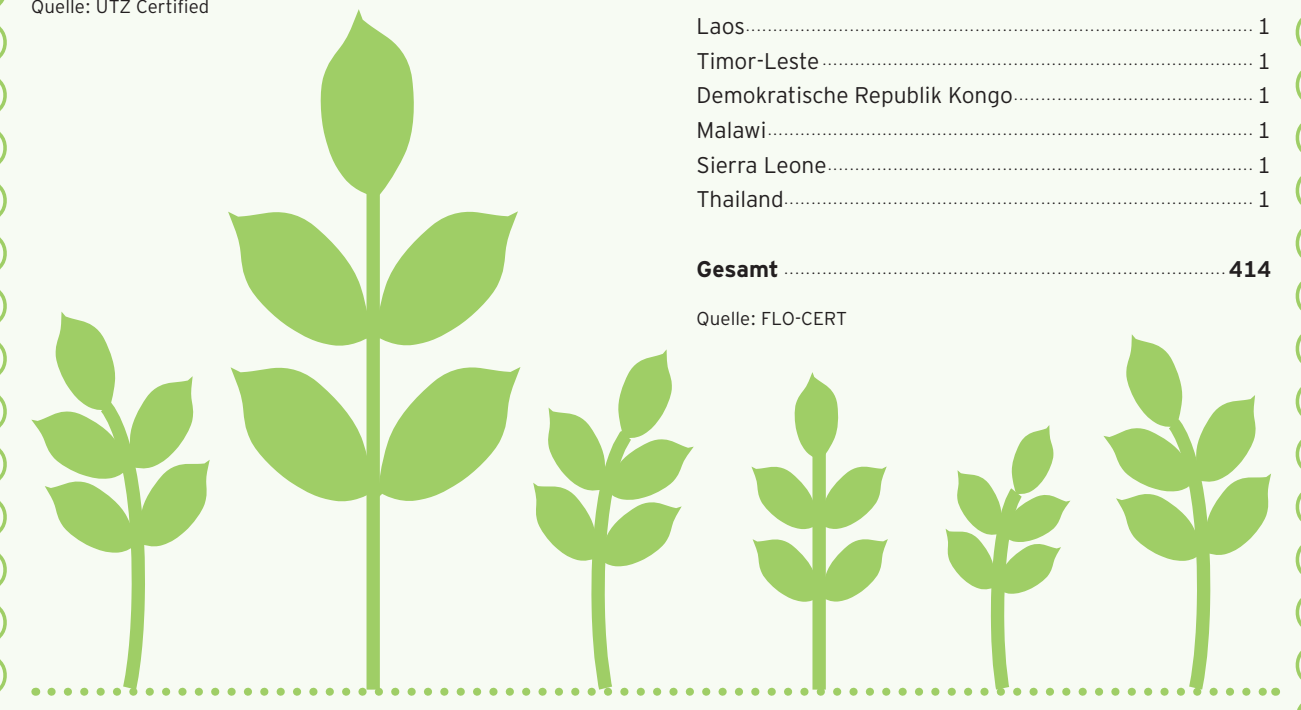 Quelle: UTZ Certified
Laos 1
Timor-Leste 1
Demokratische Republik Kongo 1
Malawi 1
Sierra Leone 1
Thailand 1
Gesamt 414
Quelle: FLO-CERT